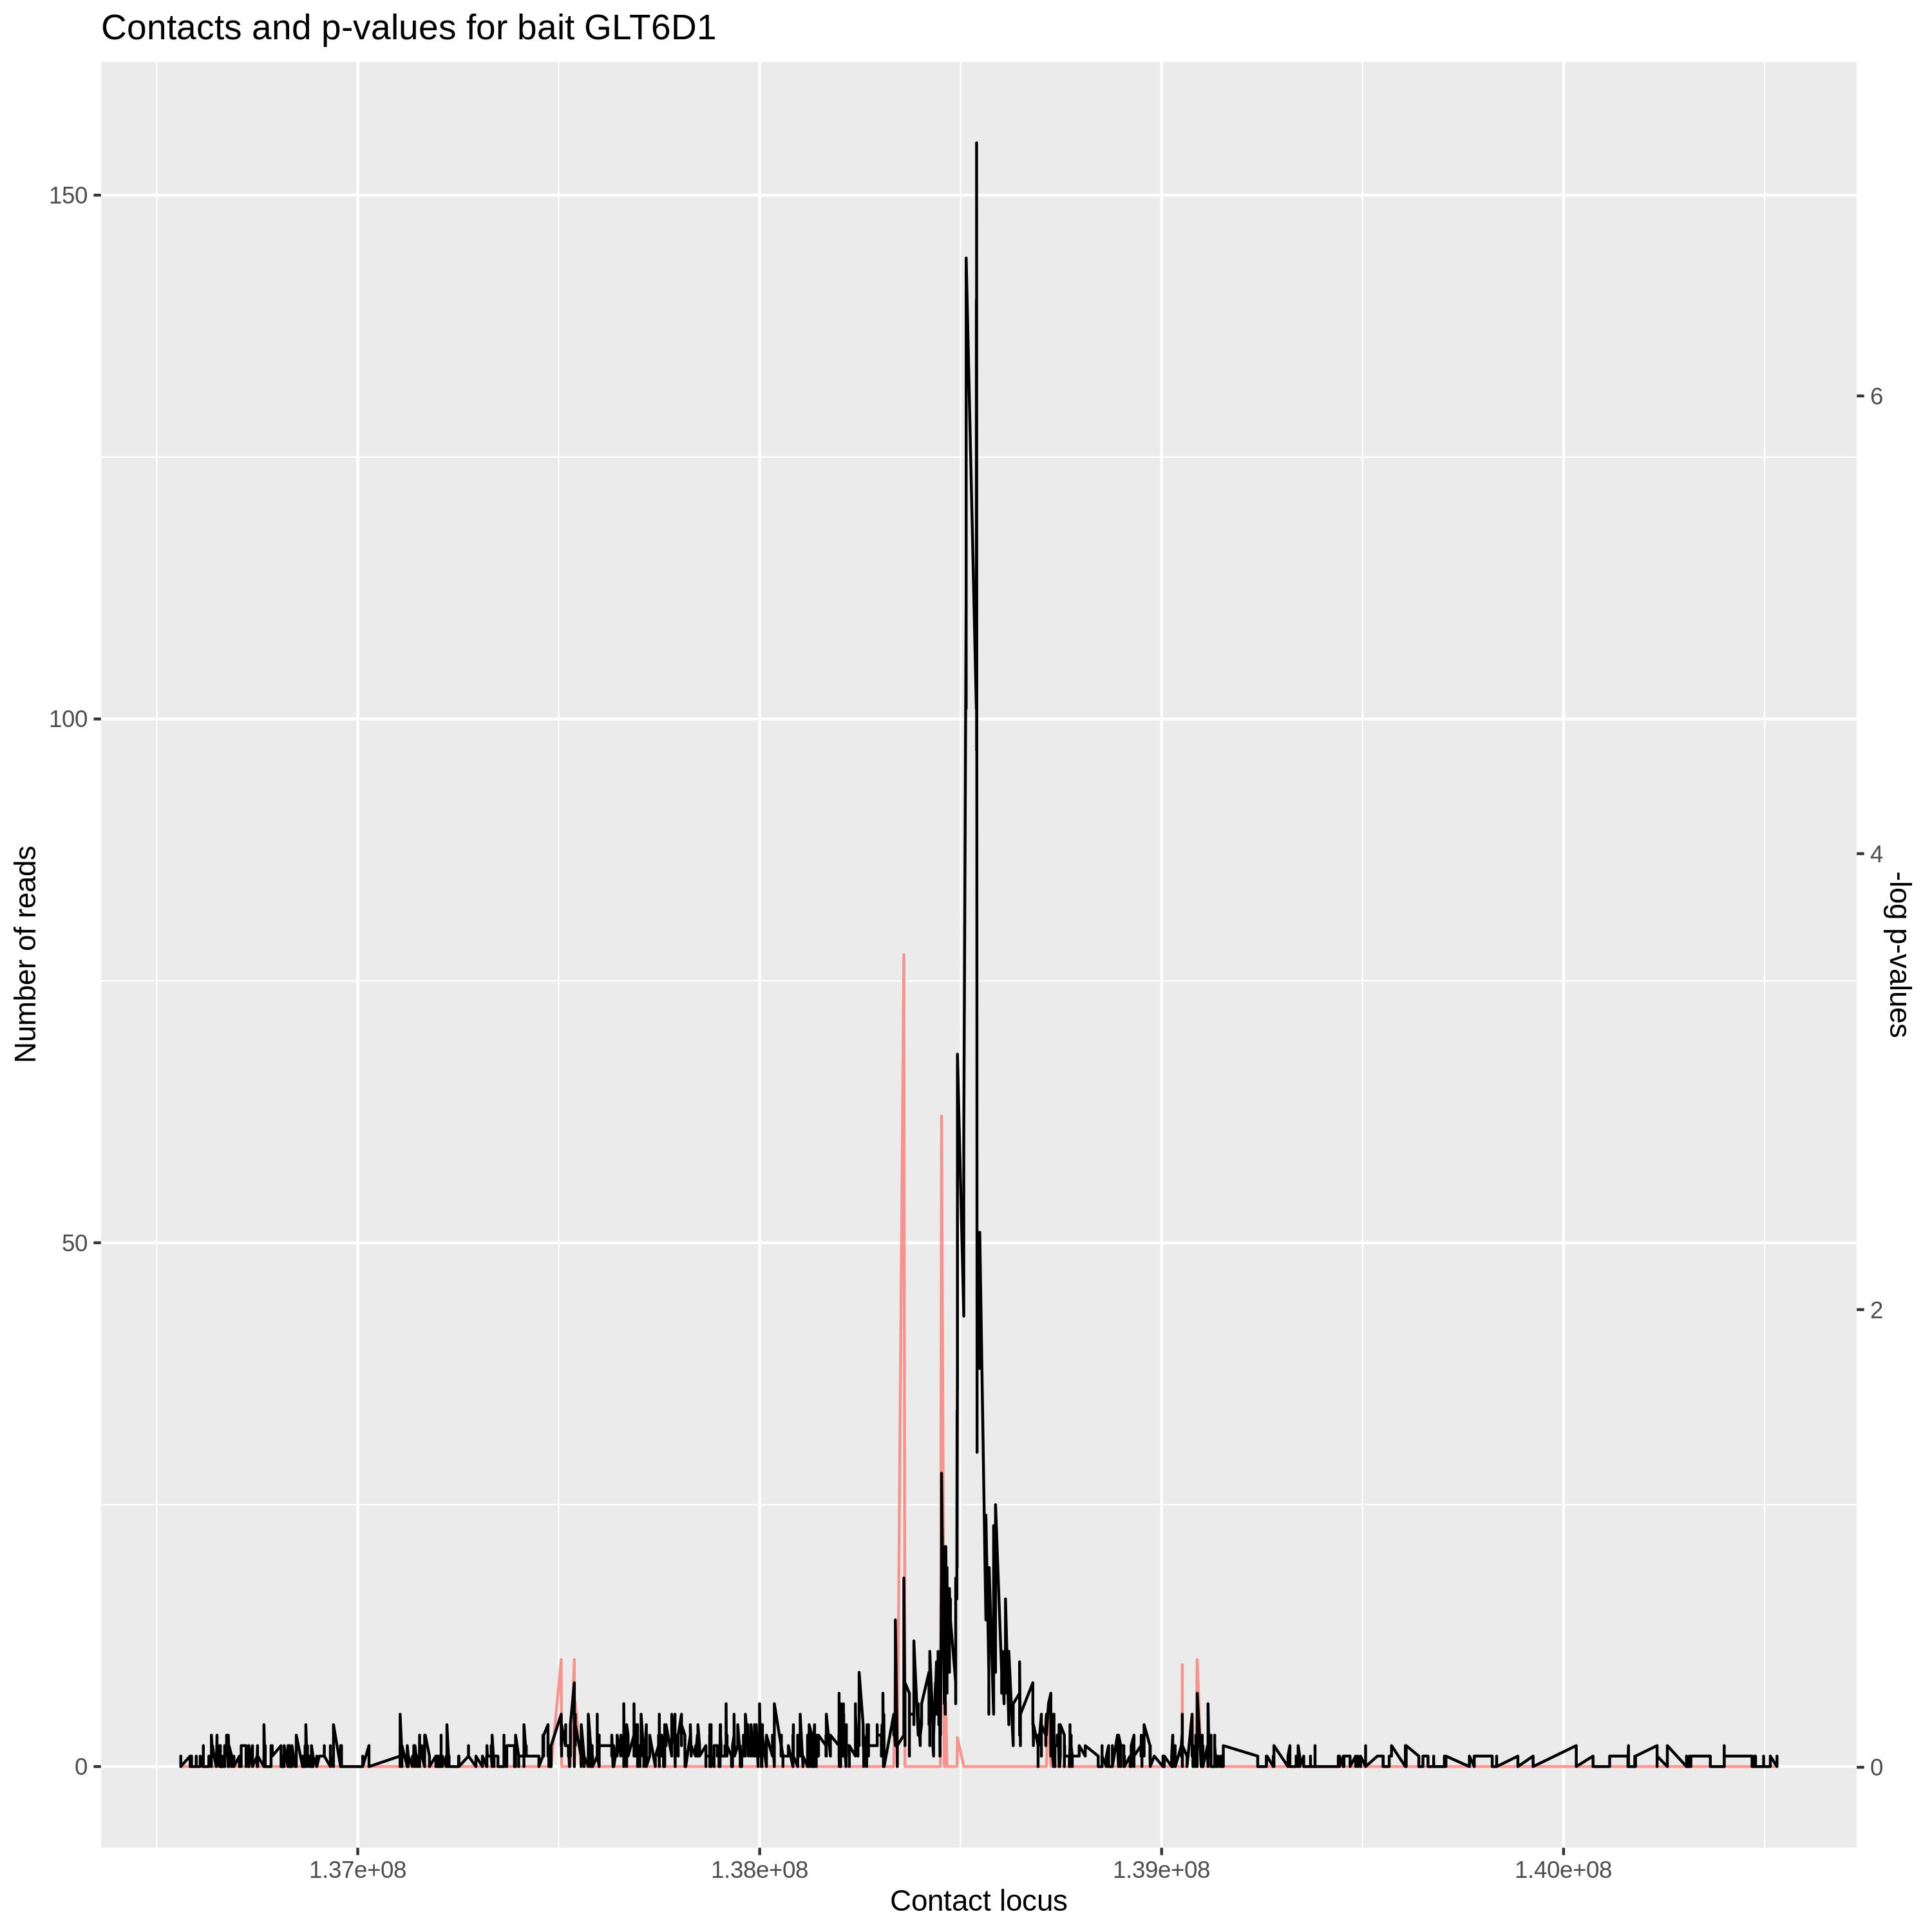 Contacts and p-values for bait GLT6D1
Number of reads
150
100
50
0
-log p-values
6
4
2
0
1.37e+08
1.38e+08
1.39e+08
1.40e+08
Contact locus